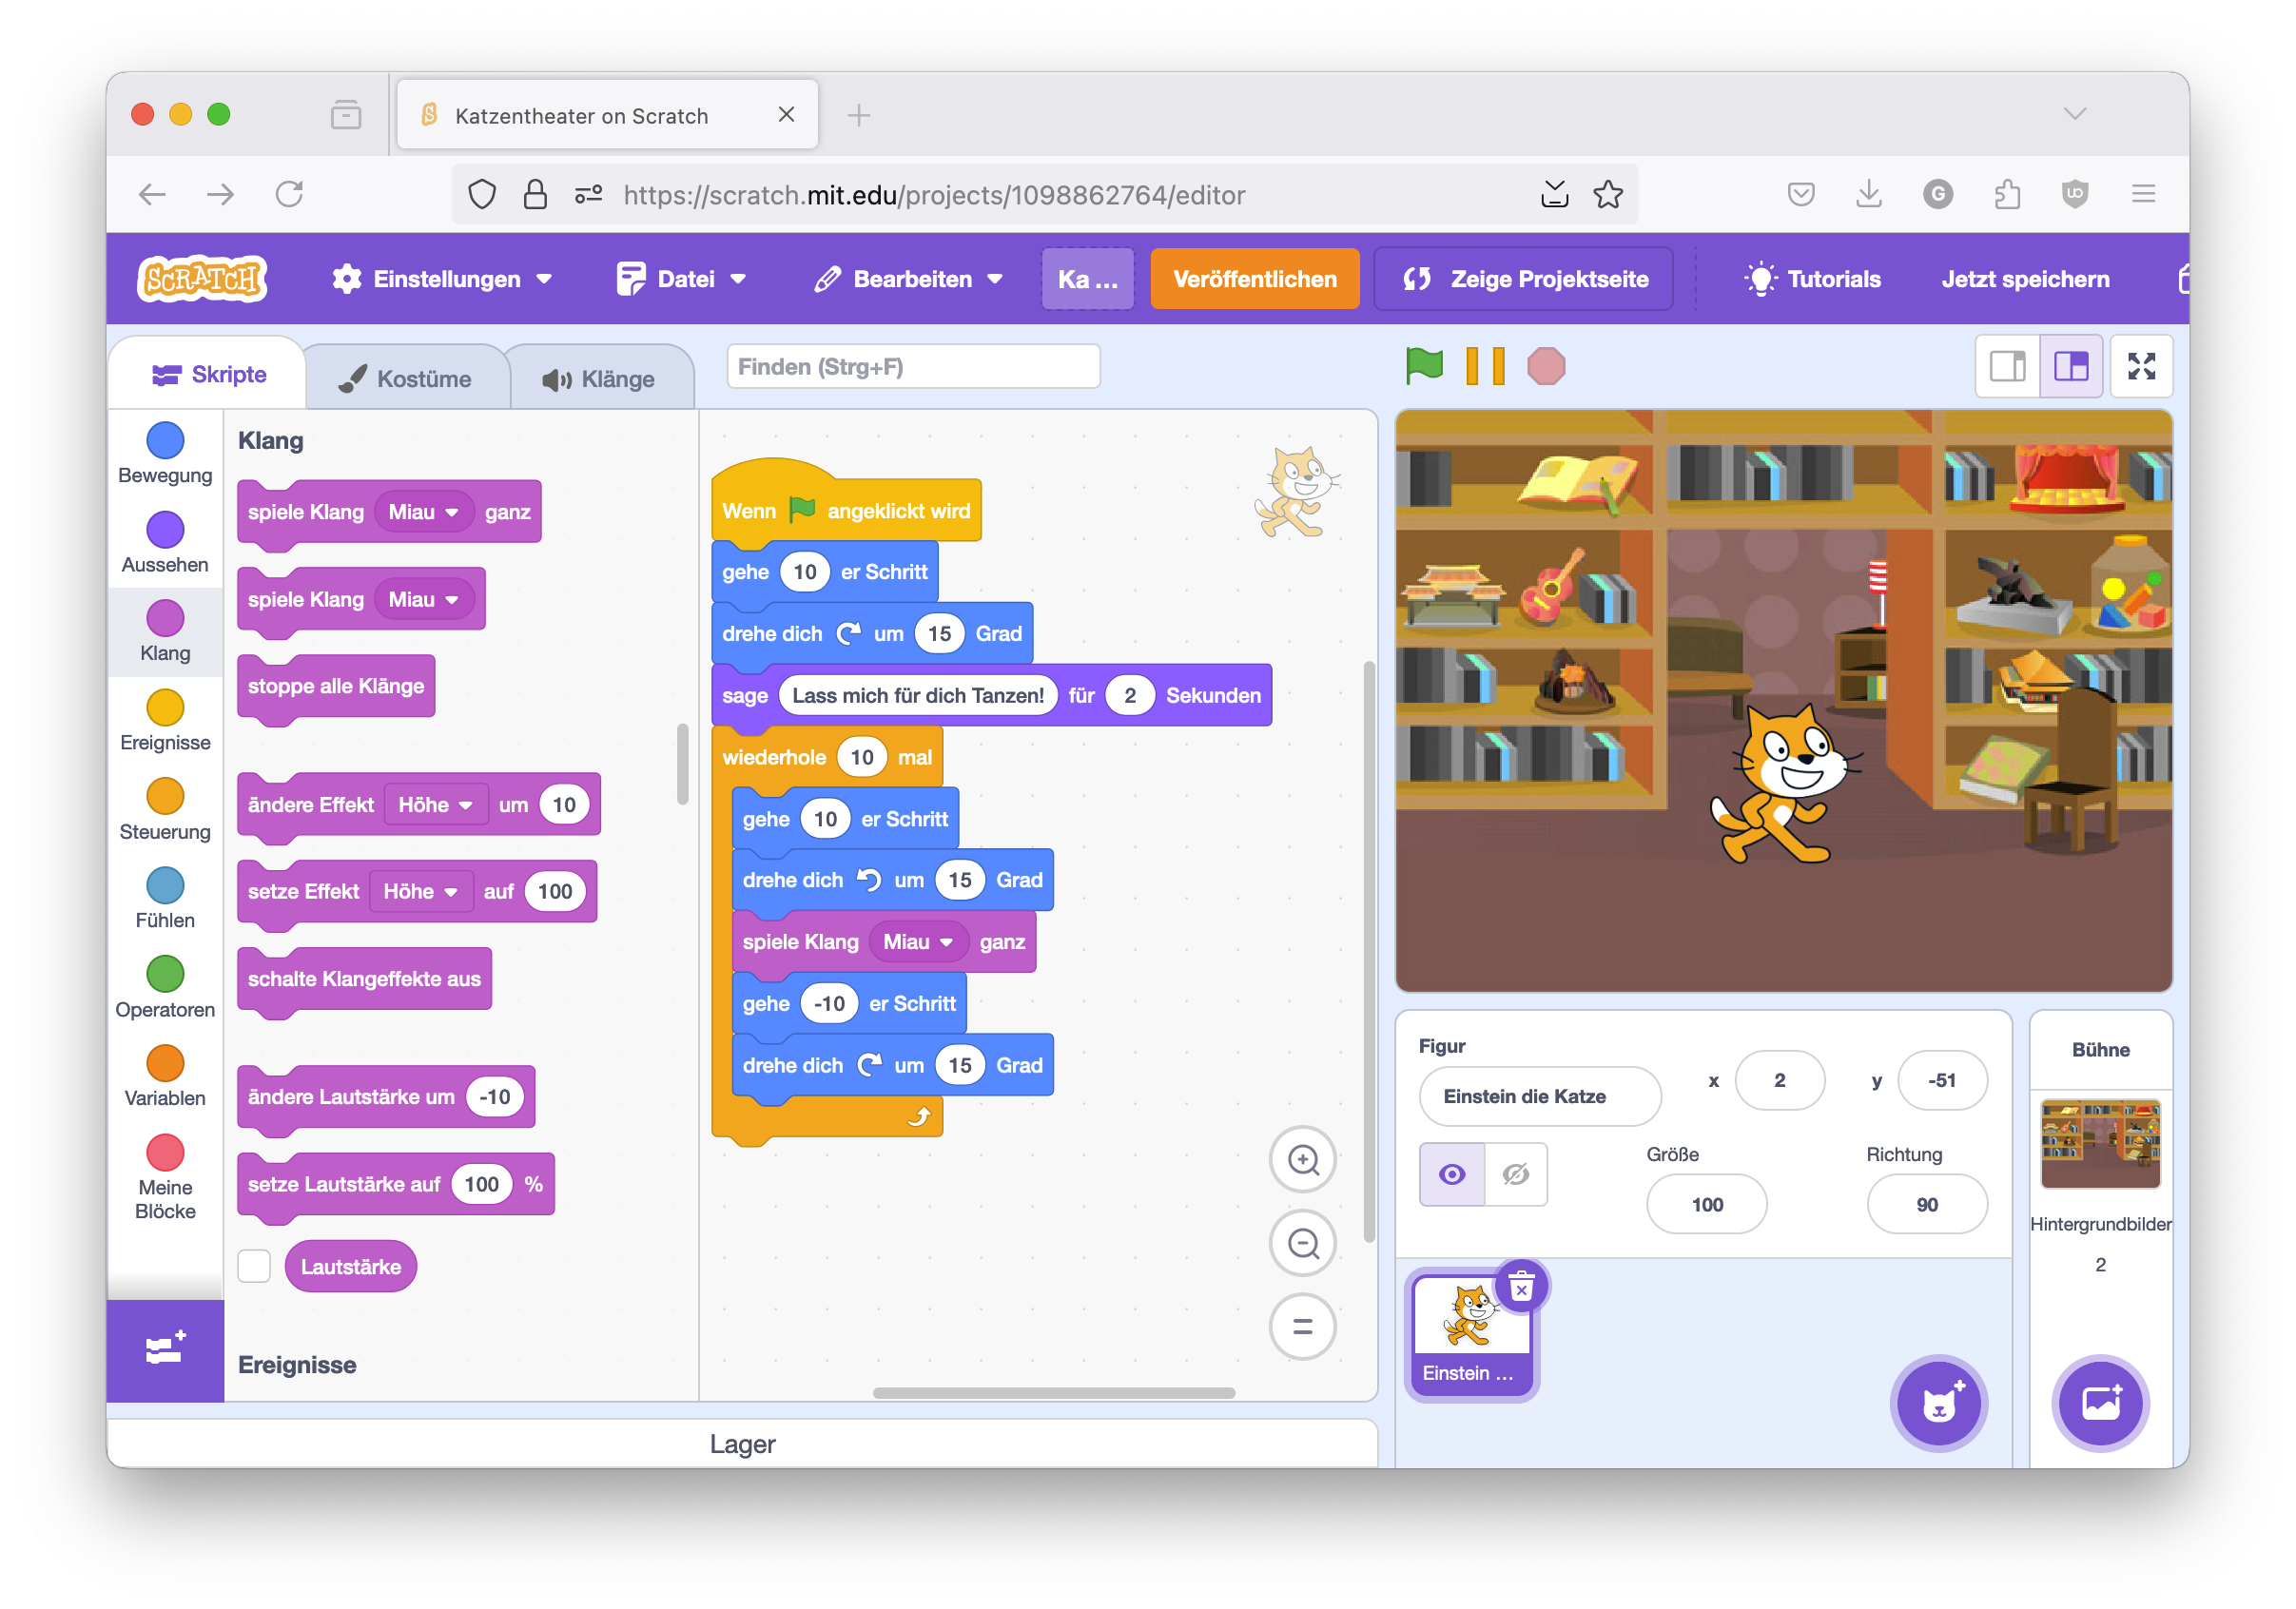 Katzentheater on Scratch
https://scratch.mit.edu/projects/1098862764/editor
SCRATCH Einstellungen Datei Bearbeiten Ka ... Veröffentlichen Zeige Projektseite Tutorials Jetzt speichern
Skripte Kostüme Klänge Finden (Strg+F)
Bewegung
Aussehen
Klang
Ereignisse
Steuerung
Fühlen
Operatoren
Variablen
Meine
Blöcke
Klang
spiele Klang Miau ganz
spiele Klang Miau
stoppe alle Klänge
ändere Effekt Höhe um 10
setze Effekt Höhe auf 100
schalte Klangeffekte aus
ändere Lautstärke um -10
setze Lautstärke auf 100 %
Lautstärke
Ereignisse
Wenn angeklickt wird
gehe 10 er Schritt
drehe dich um 15 Grad
sage Lass mich für dich Tanzen! für 2 Sekunden
wiederhole 10 mal
gehe 10 er Schritt
drehe dich um 15 Grad
spiele Klang Miau ganz
gehe -10 er Schritt
drehe dich um 15 Grad
Lager
Figur
Einstein die Katze x 2 y -51
Größe Richtung
100 90
Einstein ...
Bühne
Hintergrundbilder
2